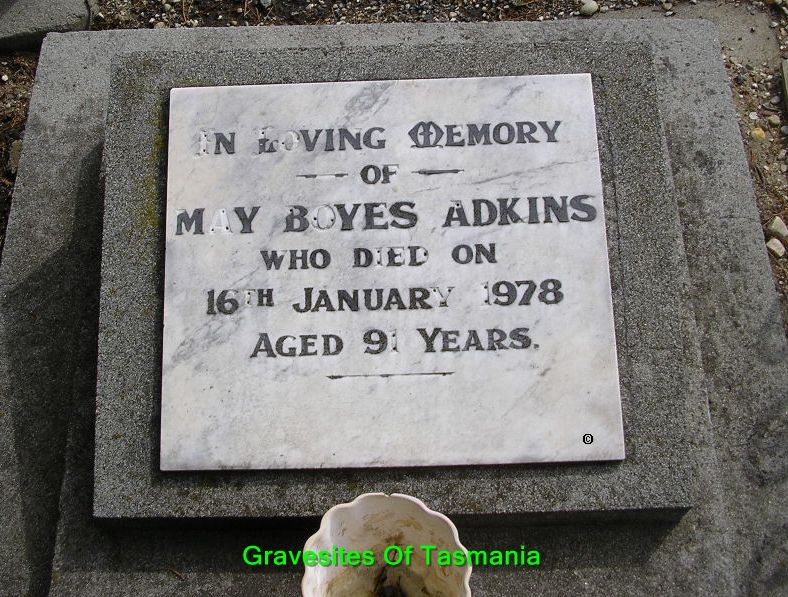 IN LOVING MEMORY
OF
MAY BOYES ADKINS
WHO DIED ON
16TH JANUARY 1978
AGED 91 YEARS.
©
Gravesites Of Tasmania